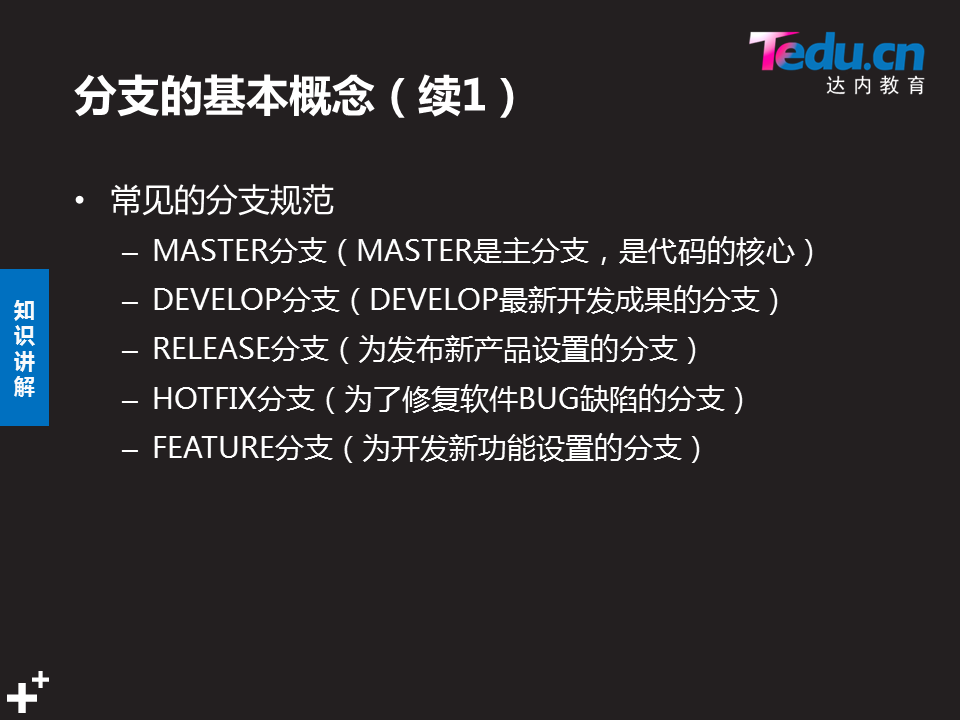 Tedu.cn
达内教育
分支的基本概念（续1）
• 常见的分支规范
– MASTER分支（MASTER是主分支，是代码的核心）
– DEVELOP分支（DEVELOP最新开发成果的分支）
– RELEASE分支（为发布新产品设置的分支）
– HOTFIX分支（为了修复软件BUG缺陷的分支）
– FEATURE分支（为开发新功能设置的分支）
知识讲解